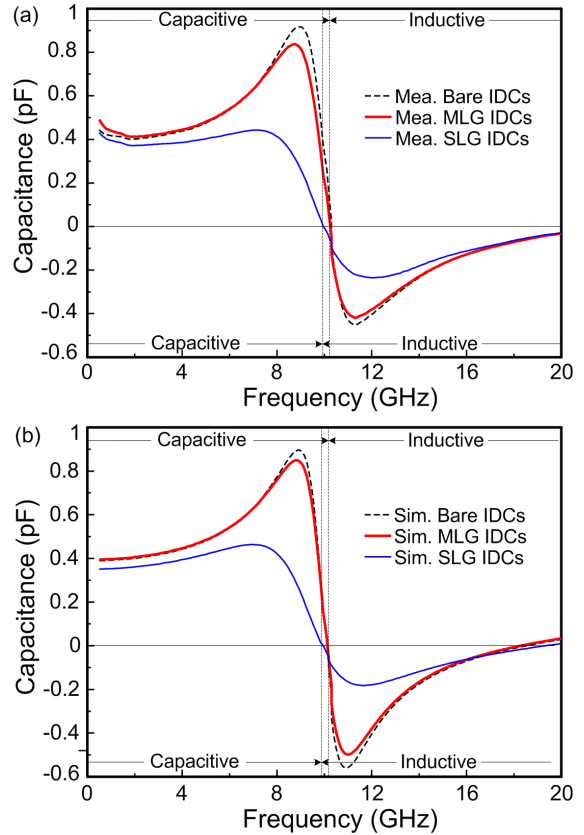 (a)
Capacitive
Inductive
1
0.8
0.6
0.4
0.2
0
-0.2
-0.4
-0.6
Capacitance (pF)
Mea. Bare IDCs
Mea. MLG IDCs
Mea. SLG IDCs
Capacitive
Inductive
0 4 8 12 16 20
Frequency (GHz)
(b)
Capacitive
Inductive
1
0.8
0.6
0.4
0.2
0
-0.2
-0.4
-0.6
Capacitance (pF)
Sim. Bare IDCs
Sim. MLG IDCs
Sim. SLG IDCs
Capacitive
Inductive
0 4 8 12 16 20
Frequency (GHz)